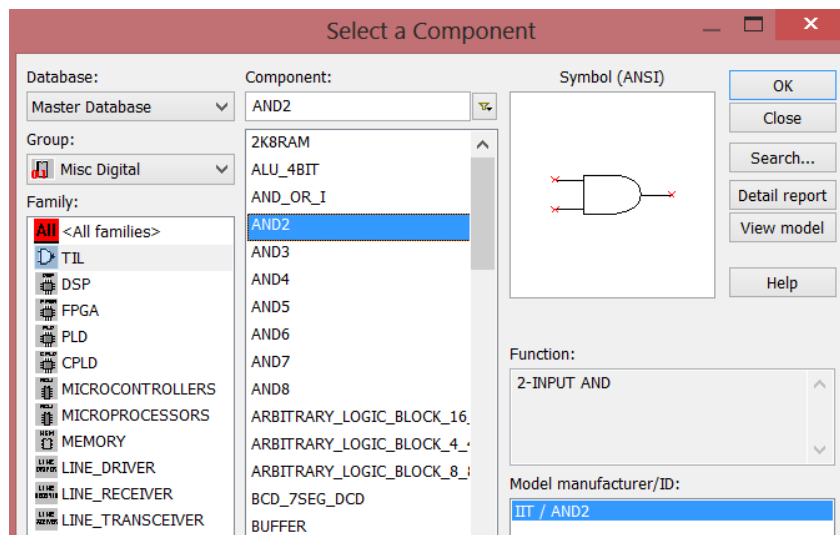 Select a Component
Database:
Master Database
Group:
Misc Digital
Family:
All <All families>
TIL
DSP
FPGA
PLD
CPLD
MICROCONTROLLERS
MICROPROCESSORS
MEMORY
LINE_DRIVER
LINE_RECEIVER
LINE_TRANSCEIVER
Component:
AND2
2K8RAM
ALU_4BIT
AND_OR_I
AND2
AND3
AND4
AND5
AND6
AND7
AND8
ARBITRARY_LOGIC_BLOCK_16_
ARBITRARY_LOGIC_BLOCK_4_
ARBITRARY_LOGIC_BLOCK_8_
BCD_7SEG_DCD
BUFFER
Symbol (ANSI)
Function:
2-INPUT AND
Model manufacturer/ID:
IIT / AND2
OK
Close
Search...
Detail report
View model
Help